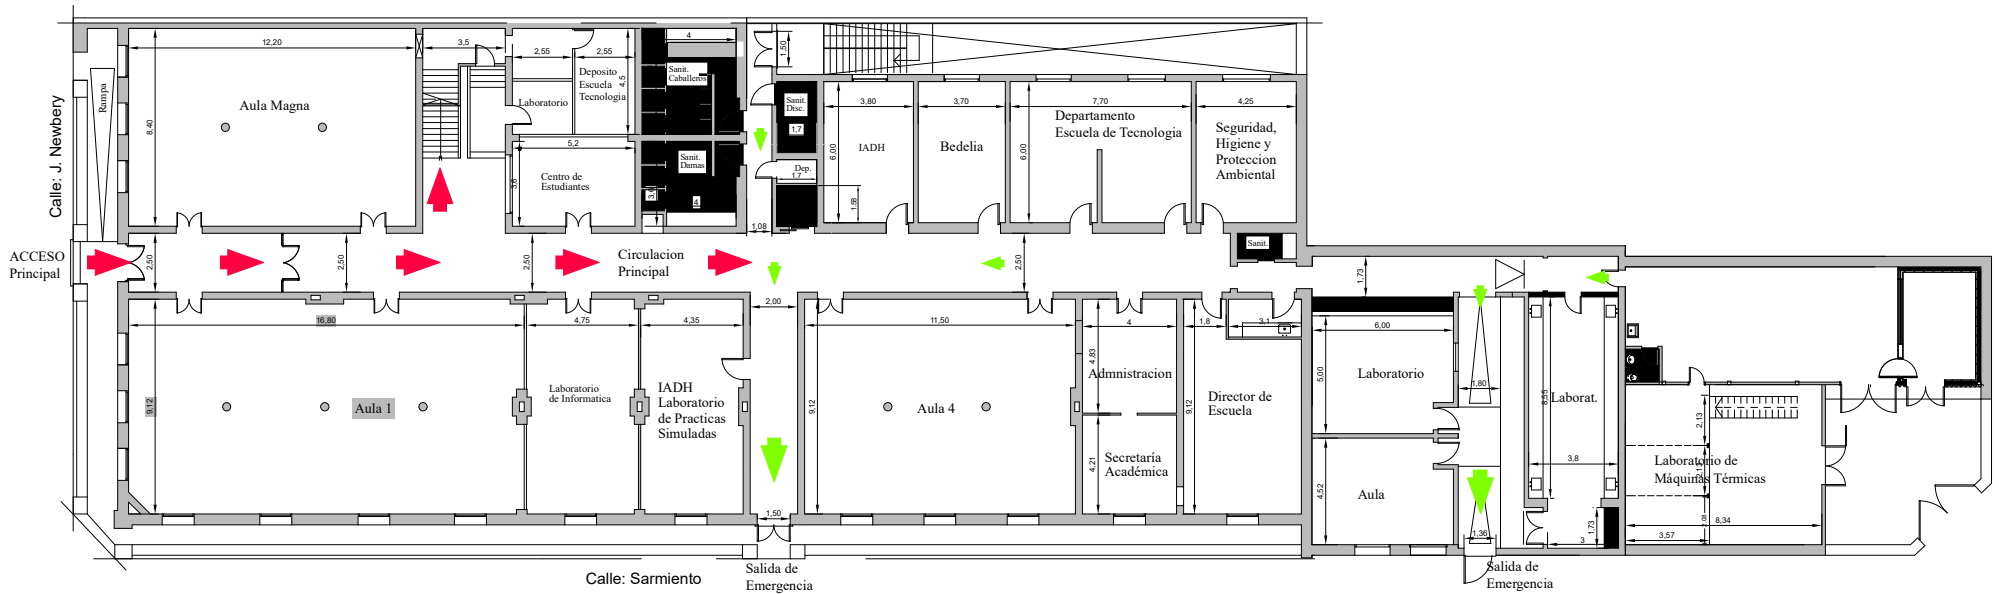 12,20
3,5
2,55
2,55
4
1,50
Deposito
Escuela
Tecnologia
4,5
Sanit.
Caballeros
Rampa
Calle: J. Newbery
Aula Magna
8,40
Laboratorio
Sanit.
Disc.
1,7
3,80
3,70
7,70
4,25
Departamento
Escuela de Tecnologia
Seguridad,
Higiene y
Proteccion
Ambiental
5,2
Sanit.
Damas
6,00
IADH
Bedelia
6,00
6,00
Centro de
Estudiantes
3,6
Dep.
1,7
4
1,58
1,08
ACCESO
Principal
2,50
2,50
2,50
Circulacion
Principal
2,50
Sanit.
1,73
16,80
4,75
4,35
2,00
11,50
4
1,8
3,1
6,00
9,12
Aula 1
Laboratorio
de Informatica
IADH
Laboratorio
de Practicas
Simuladas
9,12
Aula 4
4,83
Admnistracion
9,12
Director de
Escuela
5,00
Laboratorio
1,80
8,55
Laborat.
2,13
4,21
Secretaría
Académica
3,8
Laboratorio de
Máquinas Térmicas
2,13
4,52
Aula
1,50
1,36
1,73
3
2,08
8,34
3,57
Calle: Sarmiento
Salida de
Emergencia
Salida de
Emergencia